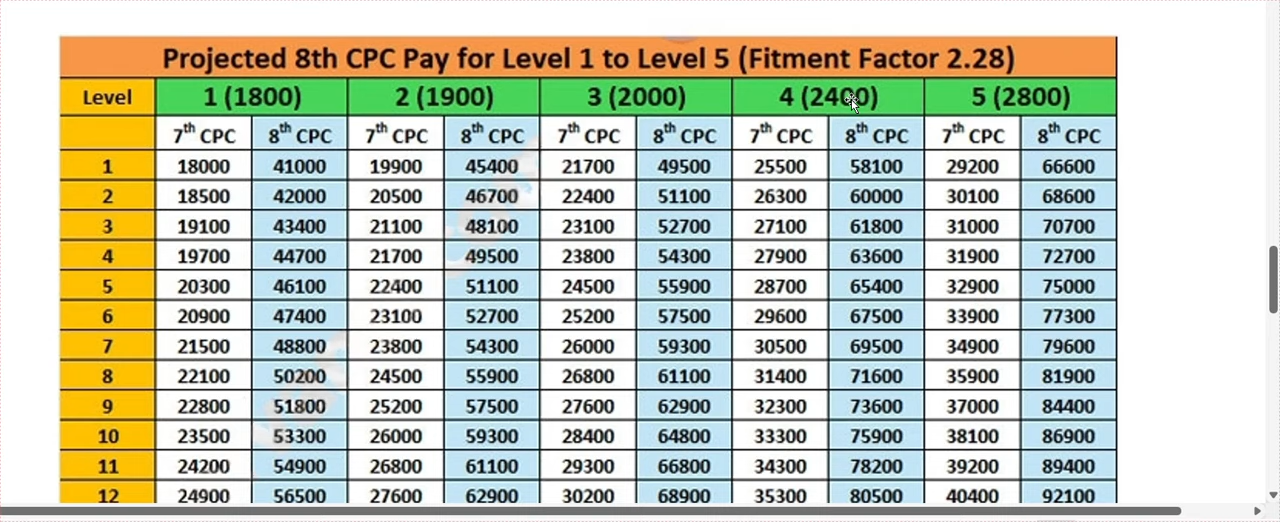 Projected 8th CPC Pay for Level 1 to Level 5 (Fitment Factor 2.28)
Level 1 (1800) 2 (1900) 3 (2000) 4 (2400) 5 (2800)
7th CPC 8th CPC 7th CPC 8th CPC 7th CPC 8th CPC 7th CPC 8th CPC 7th CPC 8th CPC
1 18000 41000 19900 45400 21700 49500 25500 58100 29200 66600
2 18500 42000 20500 46700 22400 51100 26300 60000 30100 68600
3 19100 43400 21100 48100 23100 52700 27100 61800 31000 70700
4 19700 44700 21700 49500 23800 54300 27900 63600 31900 72700
5 20300 46100 22400 51100 24500 55900 28700 65400 32900 75000
6 20900 47400 23100 52700 25200 57500 29600 67500 33900 77300
7 21500 48800 23800 54300 26000 59300 30500 69500 34900 79600
8 22100 50200 24500 55900 26800 61100 31400 71600 35900 81900
9 22800 51800 25200 57500 27600 62900 32300 73600 37000 84400
10 23500 53300 26000 59300 28400 64800 33300 75900 38100 86900
11 24200 54900 26800 61100 29300 66800 34300 78200 39200 89400
12 24900 56500 27600 62900 30200 68900 35300 80500 40400 92100